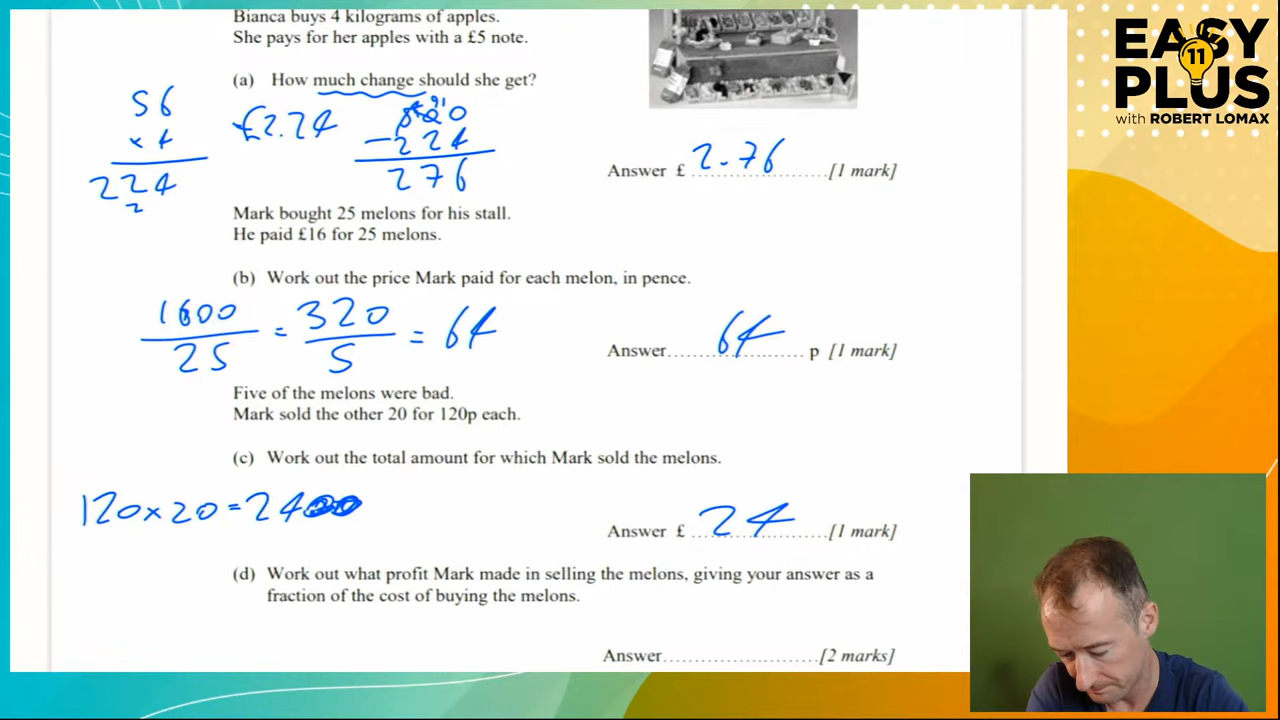 Bianca buys 4 kilograms of apples.
She pays for her apples with a £5 note.
EASY
11
PLUS
with ROBERT LOMAX
(a) How much change should she get?
56
x 4
224
2
£2.24
- 224
276
Answer £ 2.76 [1 mark]
Mark bought 25 melons for his stall.
He paid £16 for 25 melons.
(b) Work out the price Mark paid for each melon, in pence.
1600/25 = 320/5 = 64
Answer 64 p [1 mark]
Five of the melons were bad.
Mark sold the other 20 for 120p each.
(c) Work out the total amount for which Mark sold the melons.
120 x 20 = 24
Answer £ 24 [1 mark]
(d) Work out what profit Mark made in selling the melons, giving your answer as a
fraction of the cost of buying the melons.
Answer [2 marks]